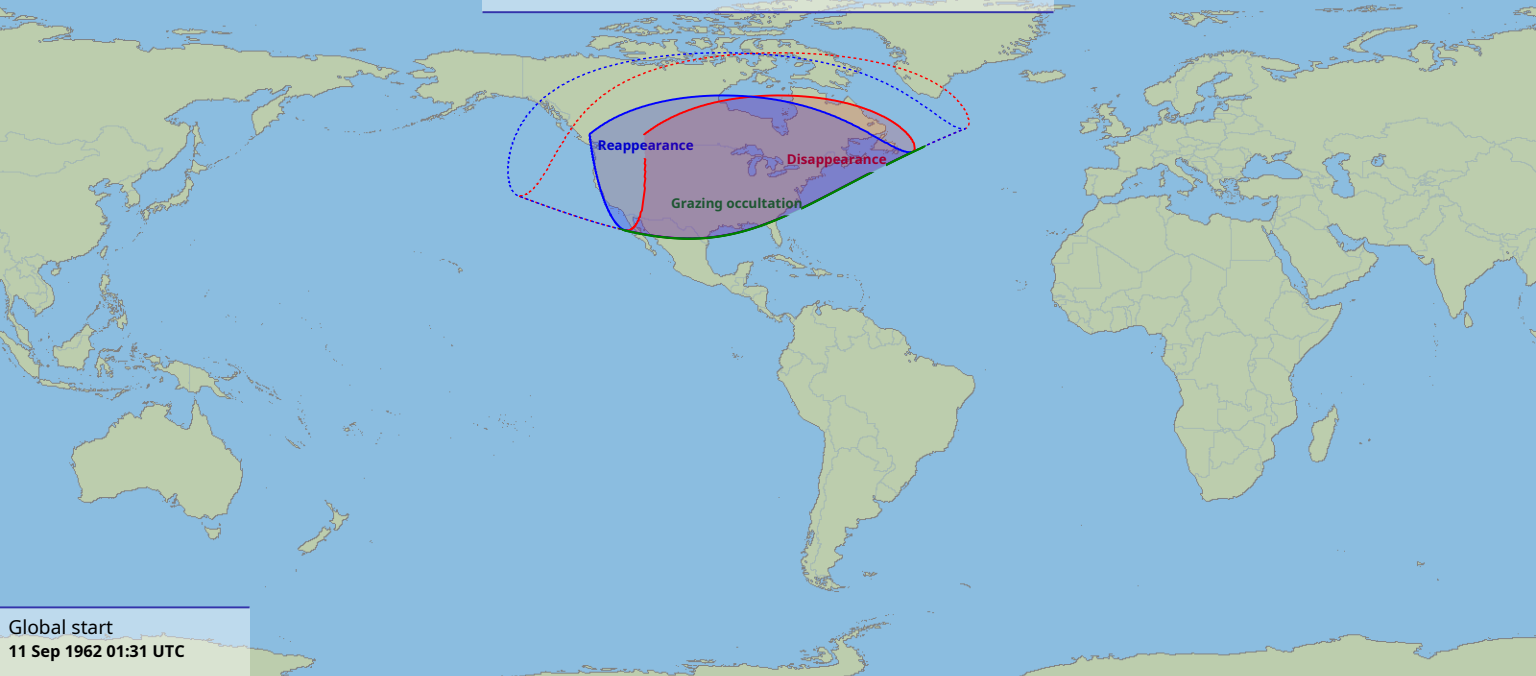 Reappearance
Disappearance
Grazing occultation
Global start
11 Sep 1962 01:31 UTC